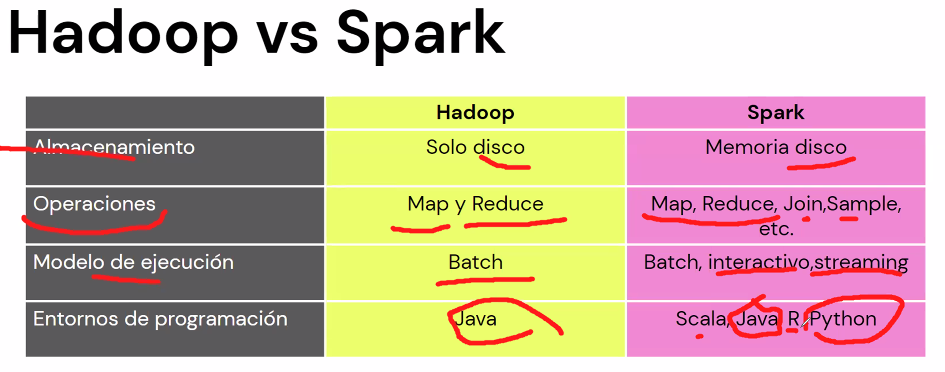 Hadoop vs Spark
Hadoop Spark
Almacenamiento Solo disco Memoria disco
Operaciones Map y Reduce Map, Reduce, Join,Sample,
etc.
Modelo de ejecución Batch Batch, interactivo,streaming
Entornos de programación Java Scala, Java R, Python